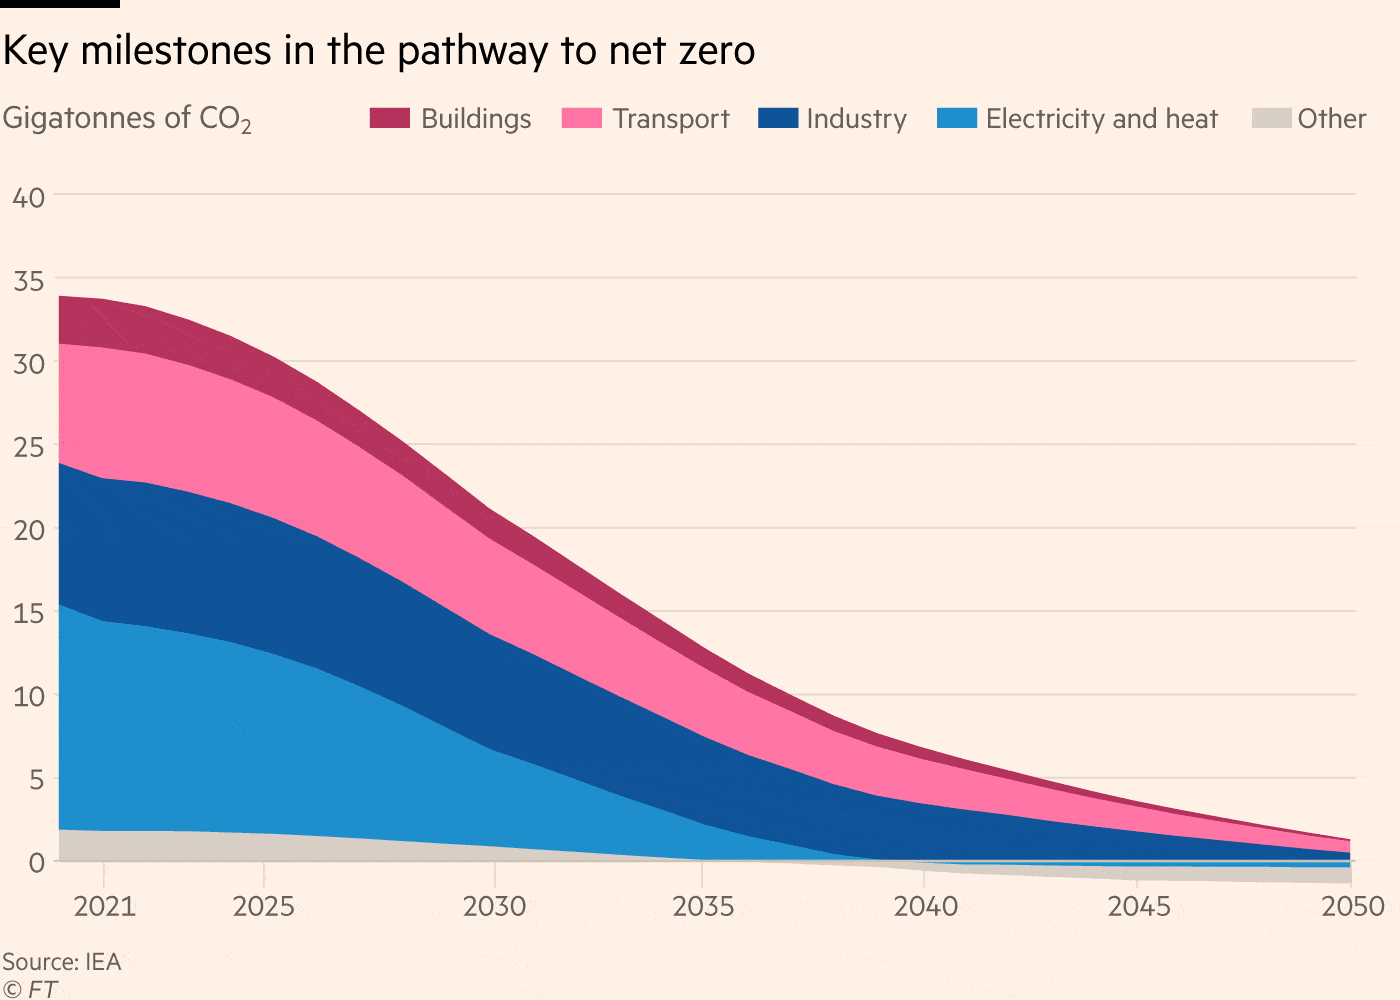 Key milestones in the pathway to net zero
Gigatonnes of CO₂ Buildings Transport Industry Electricity and heat Other
40
35
30
25
20
15
10
5
0
2021 2025 2030 2035 2040 2045 2050
Source: IEA
© FT